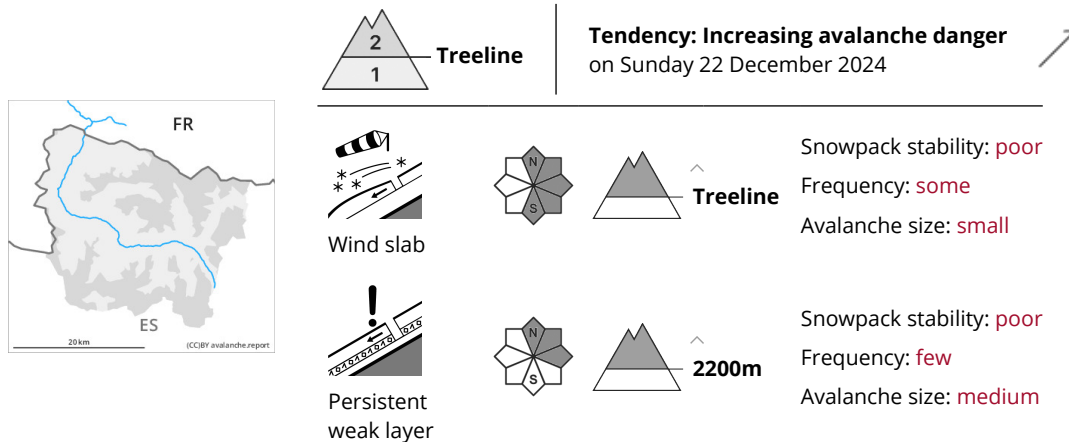 2
1
Treeline
Tendency: Increasing avalanche danger
on Sunday 22 December 2024
FR
ES
20 km
(CC)BY avalanche.report
Wind slab
N
S
Treeline
Snowpack stability: poor
Frequency: some
Avalanche size: small
Persistent
weak layer
N
S
2200m
Snowpack stability: poor
Frequency: few
Avalanche size: medium